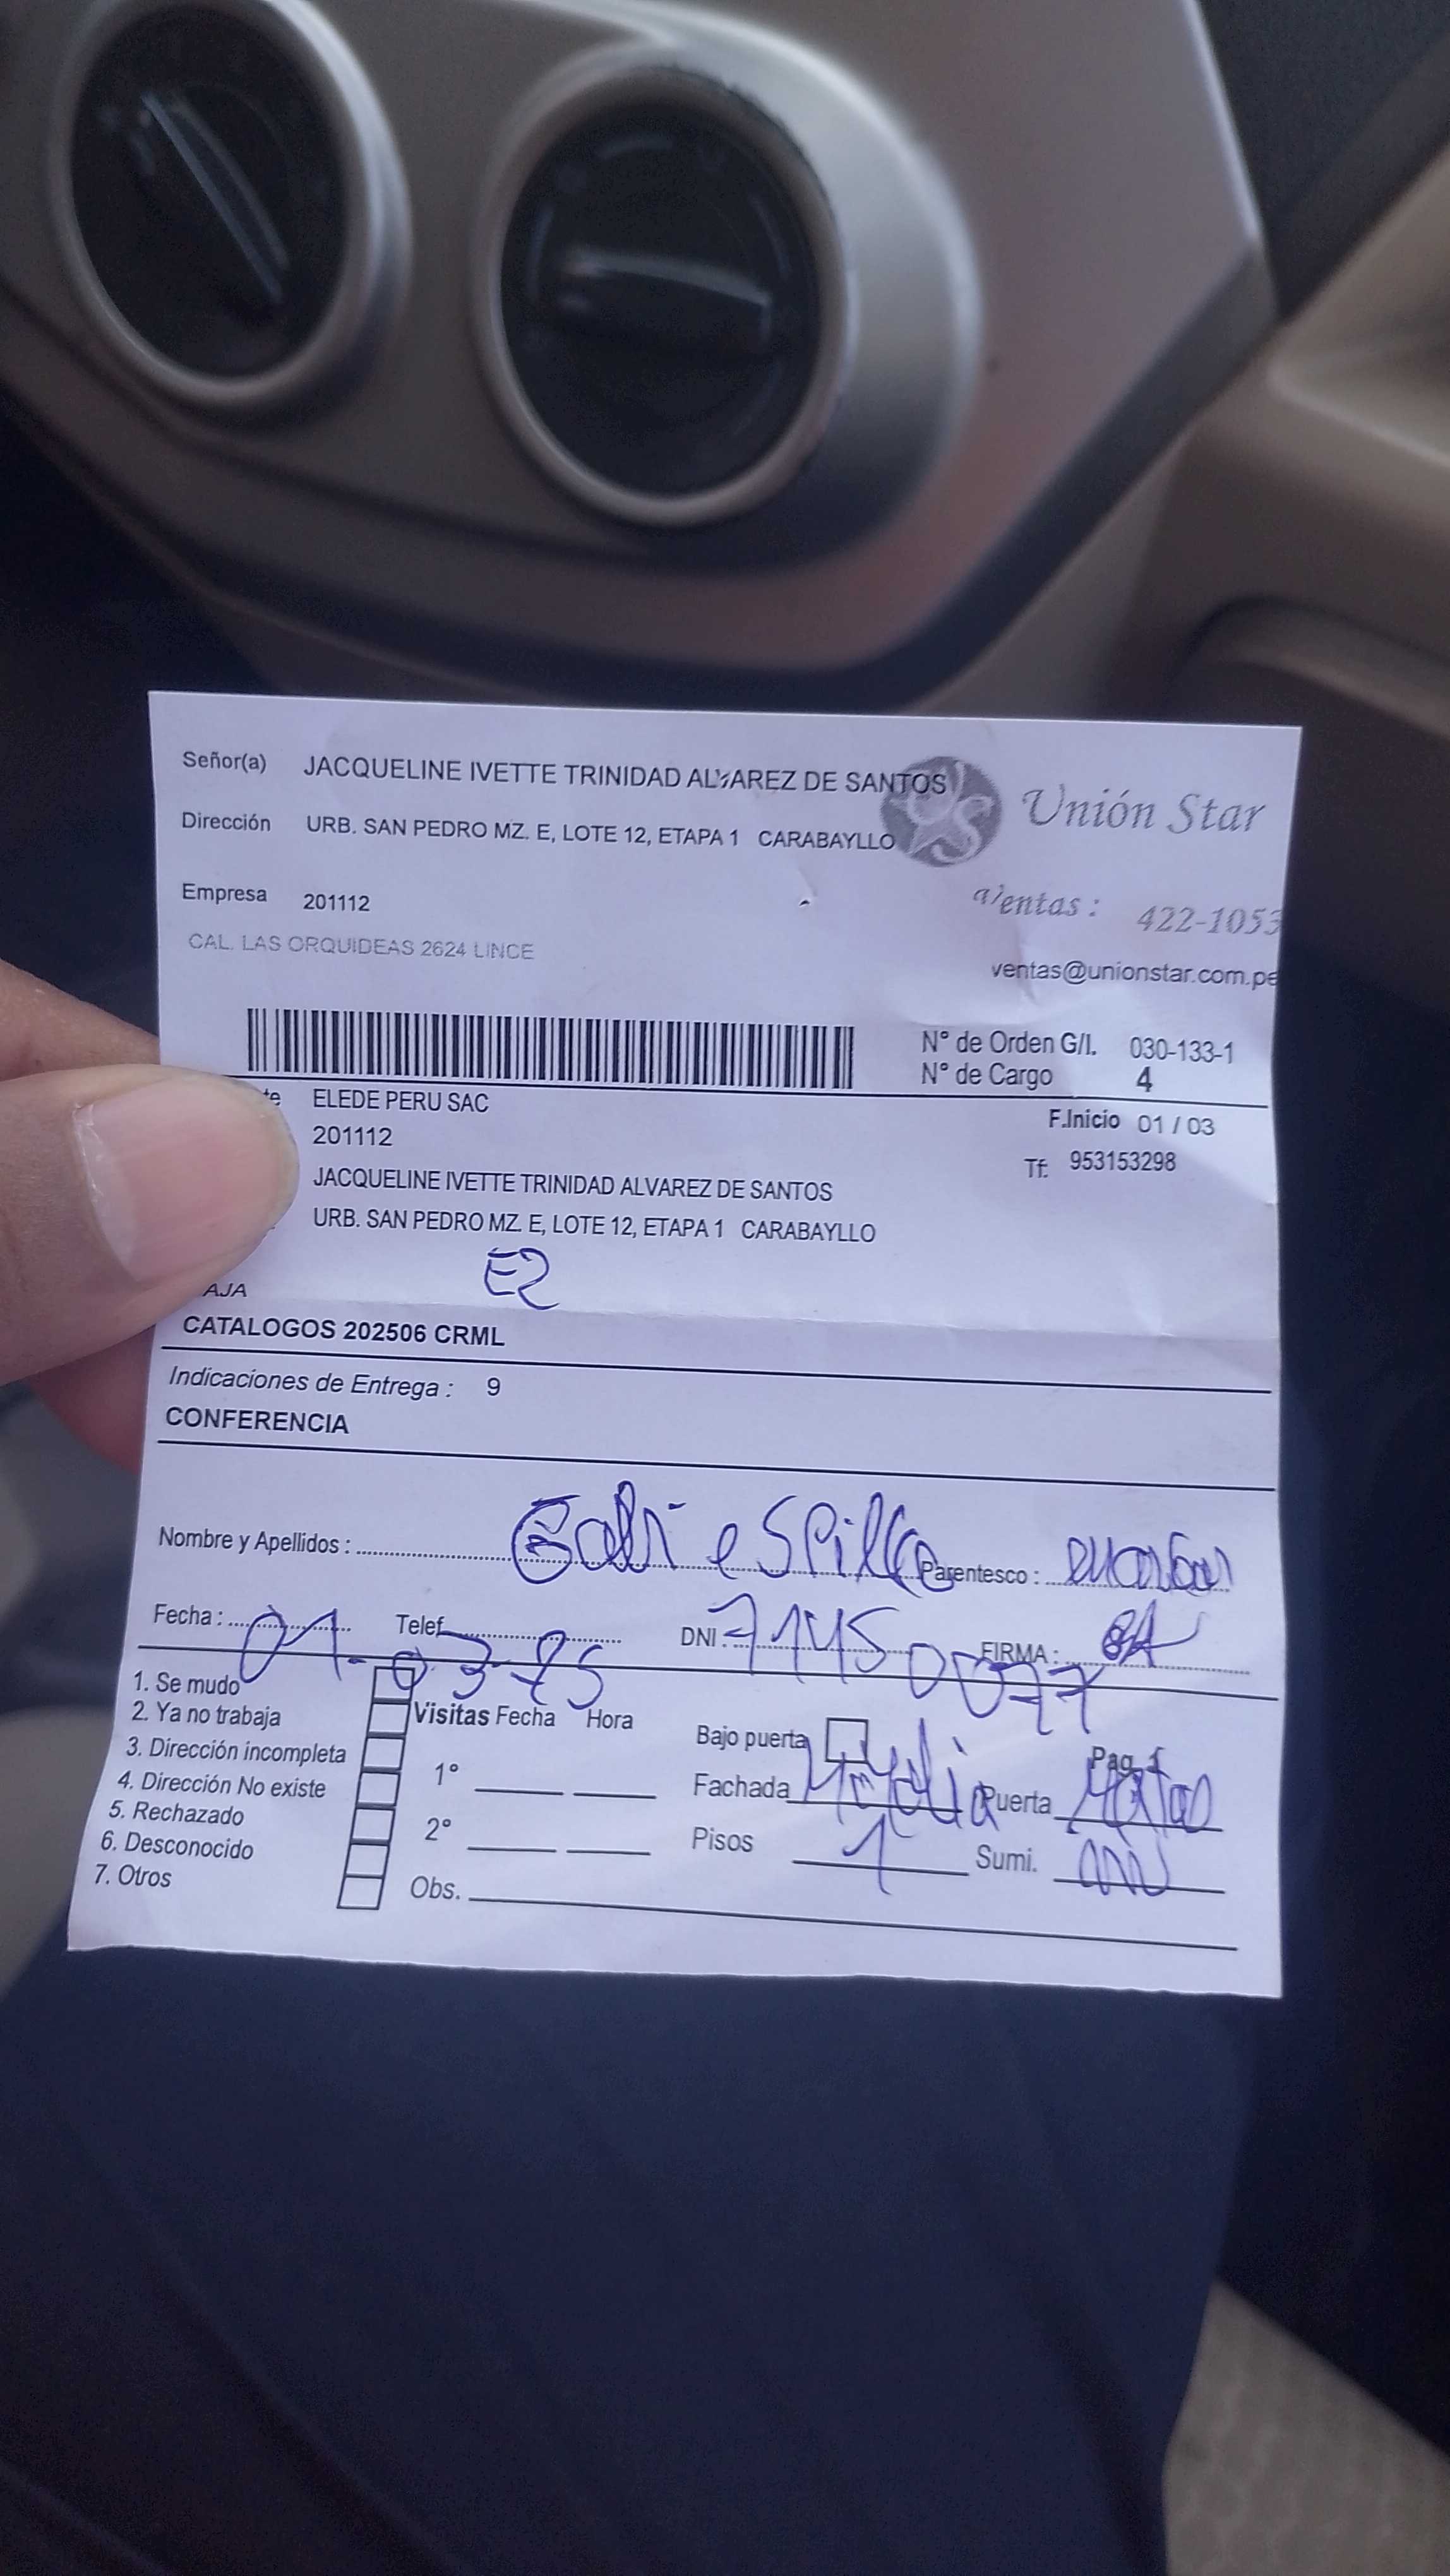 Señor(a) JACQUELINE IVETTE TRINIDAD ALVAREZ DE SANTOS
Unión Star
Dirección URB. SAN PEDRO MZ. E, LOTE 12, ETAPA 1 CARABAYLLO
Empresa 201112
Ventas : 422-1053
CAL. LAS ORQUIDEAS 2624 LINCE
ventas@unionstar.com.pe
N° de Orden G/I. 030-133-1
N° de Cargo 4
te ELEDE PERU SAC
F.Inicio 01 / 03
201112
Tf: 953153298
JACQUELINE IVETTE TRINIDAD ALVAREZ DE SANTOS
URB. SAN PEDRO MZ. E, LOTE 12, ETAPA 1 CARABAYLLO
E2
AJA
CATALOGOS 202506 CRML
Indicaciones de Entrega : 9
CONFERENCIA
Nombre y Apellidos : Parentesco :
Fecha : 01-03-25 Telef. DNI : 71450077 FIRMA :
1. Se mudo
2. Ya no trabaja
3. Dirección incompleta
4. Dirección No existe
5. Rechazado
6. Desconocido
7. Otros
Visitas Fecha Hora
1°
2°
Obs.
Bajo puerta Pag. 1
Fachada Puerta
Pisos 1 Sumi.